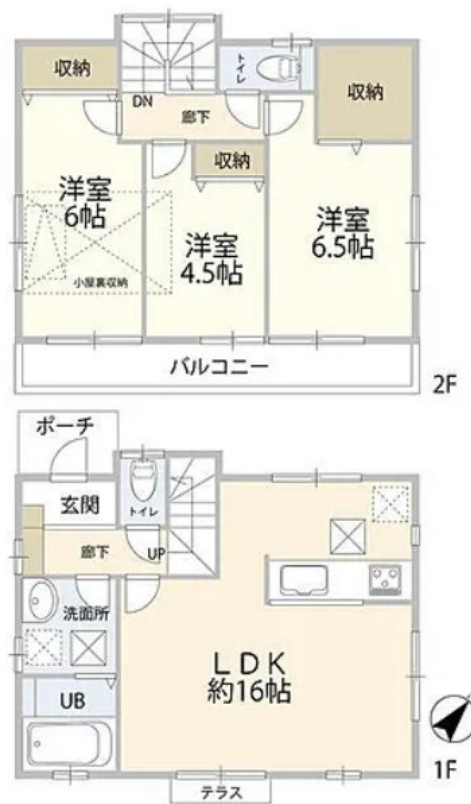 収納
トイレ
収納
DN
廊下
収納
洋室
6帖
洋室
4.5帖
洋室
6.5帖
小屋裏収納
バルコニー
2F
ポーチ
玄関
トイレ
廊下
UP
洗面所
LDK
約16帖
UB
1F
テラス